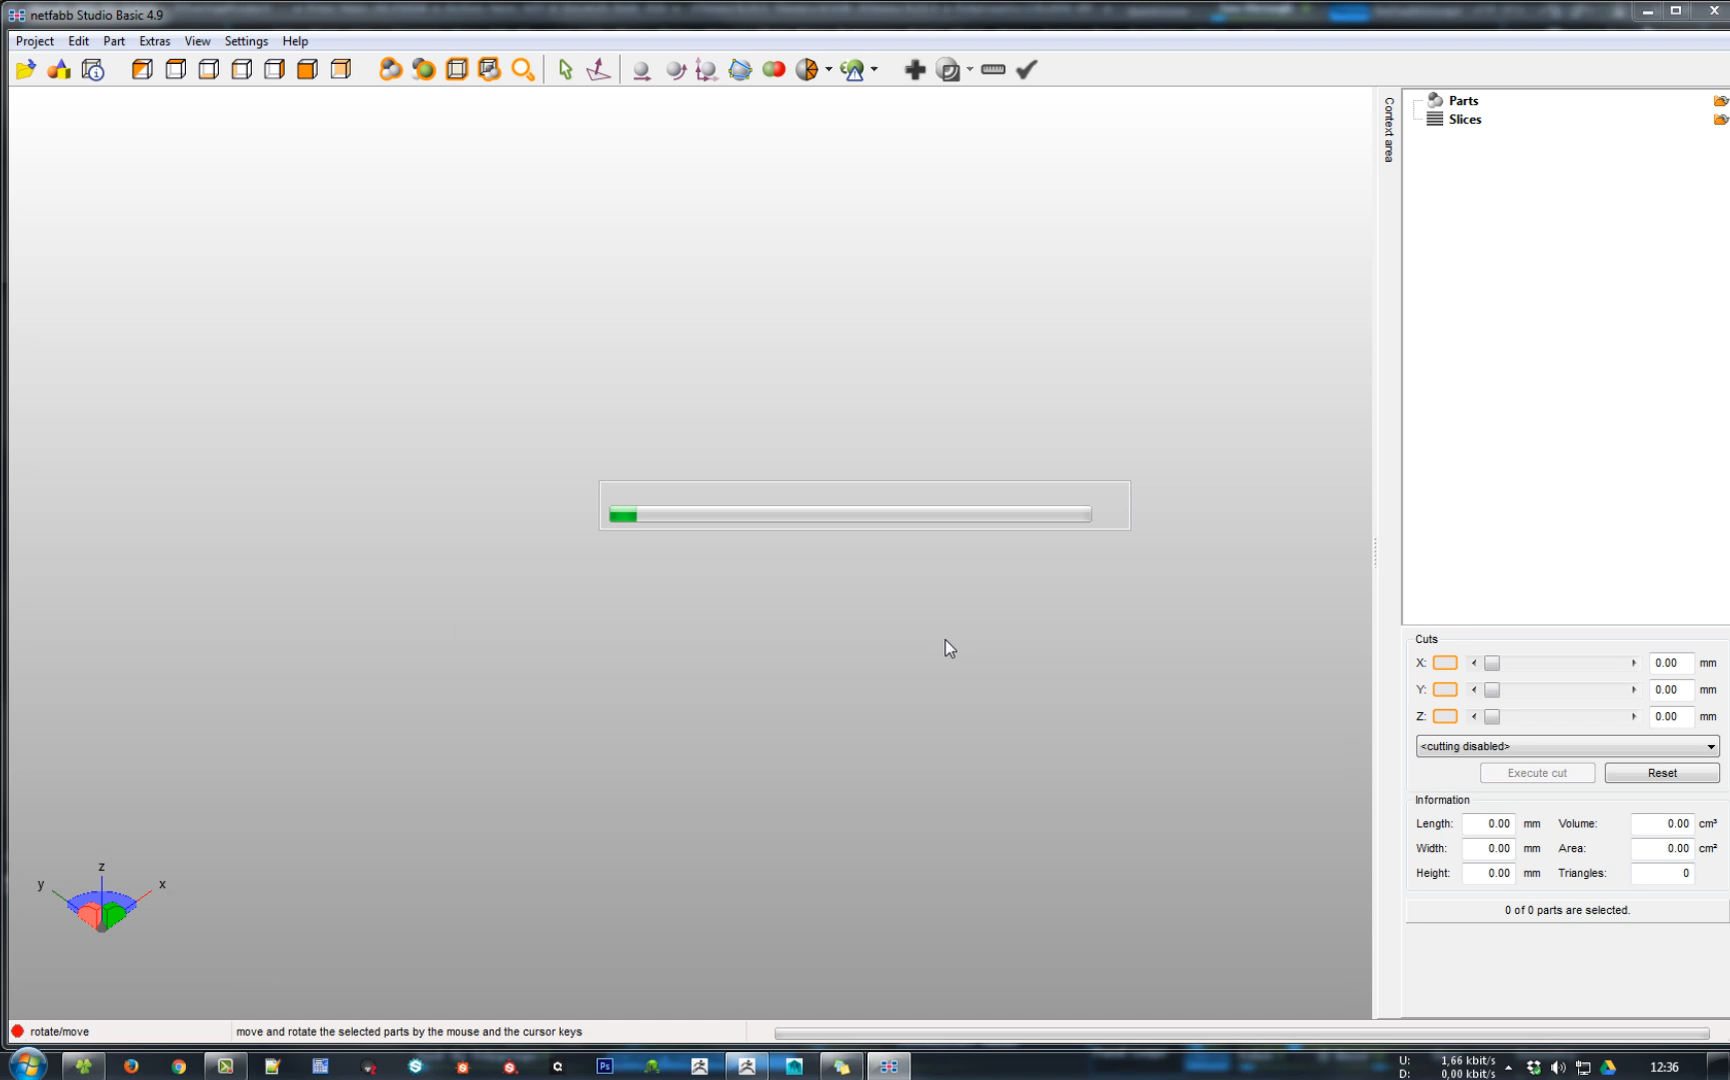 netfabb Studio Basic 4.9
Project Edit Part Extras View Settings Help
Context area
Parts
Slices
Cuts
X: 0.00 mm
Y: 0.00 mm
Z: 0.00 mm
<cutting disabled>
Execute cut Reset
Information
Length: 0.00 mm Volume: 0.00 cm³
Width: 0.00 mm Area: 0.00 cm²
Height: 0.00 mm Triangles: 0
0 of 0 parts are selected.
z
y x
rotate/move move and rotate the selected parts by the mouse and the cursor keys
Ps
U: 1,66 kbit/s
D: 0,00 kbit/s
12:36